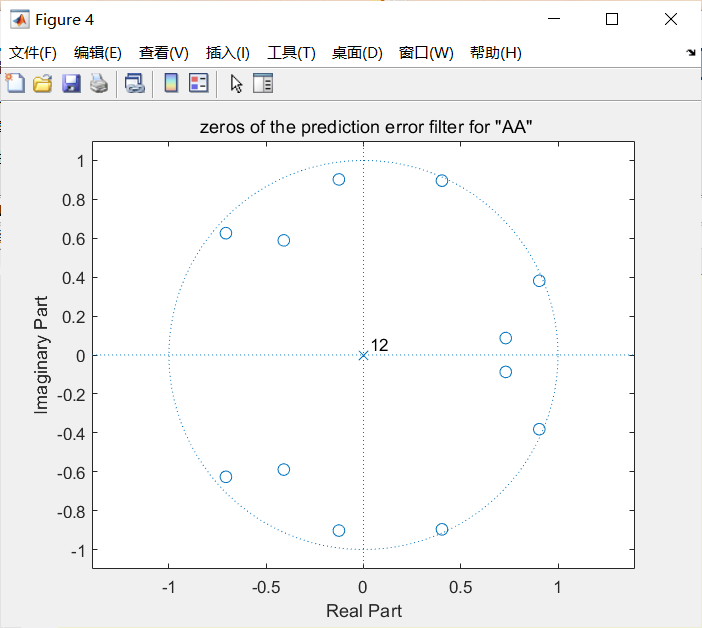 Figure 4
文件(F) 编辑(E) 查看(V) 插入(I) 工具(T) 桌面(D) 窗口(W) 帮助(H)
zeros of the prediction error filter for "AA"
1
0.8
0.6
0.4
0.2
0
-0.2
-0.4
-0.6
-0.8
-1
Imaginary Part
12
-1 -0.5 0 0.5 1
Real Part